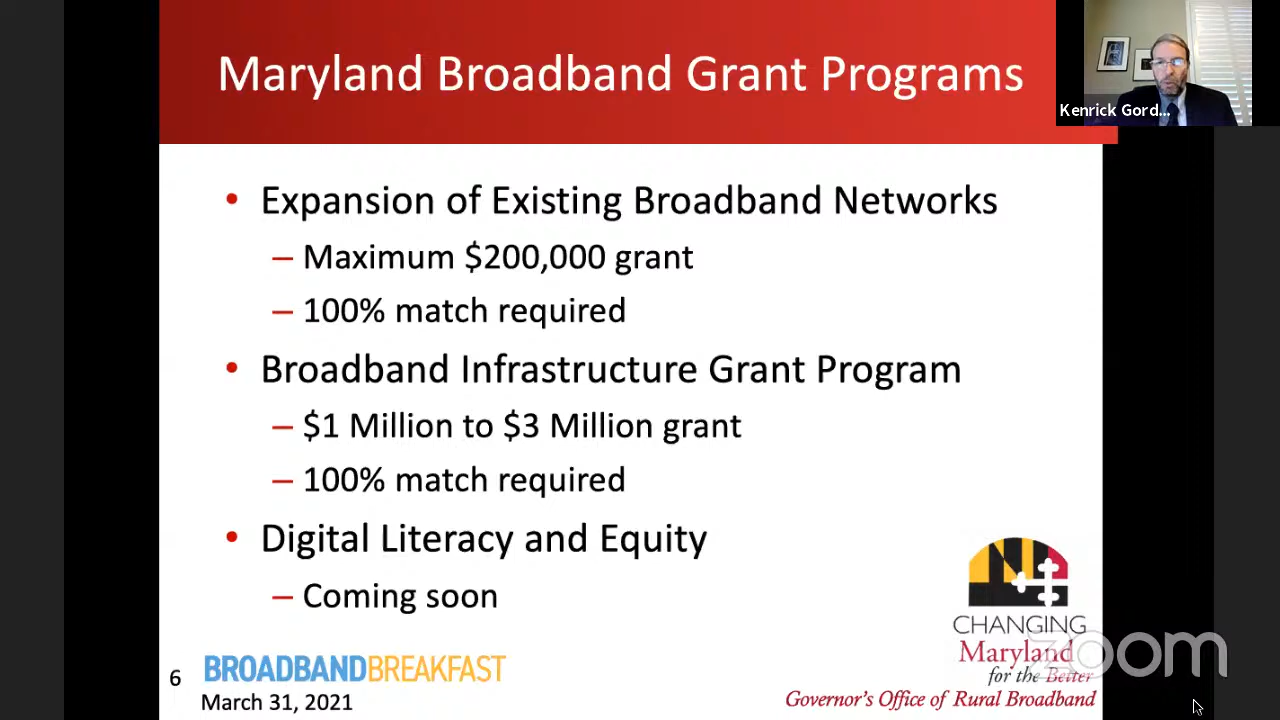 Maryland Broadband Grant Programs
Kenrick Gord...
• Expansion of Existing Broadband Networks
– Maximum $200,000 grant
– 100% match required
• Broadband Infrastructure Grant Program
– $1 Million to $3 Million grant
– 100% match required
• Digital Literacy and Equity
– Coming soon
CHANGING
Maryland
for the Better
Governor's Office of Rural Broadband
zoom
6
BROADBANDBREAKFAST
March 31, 2021